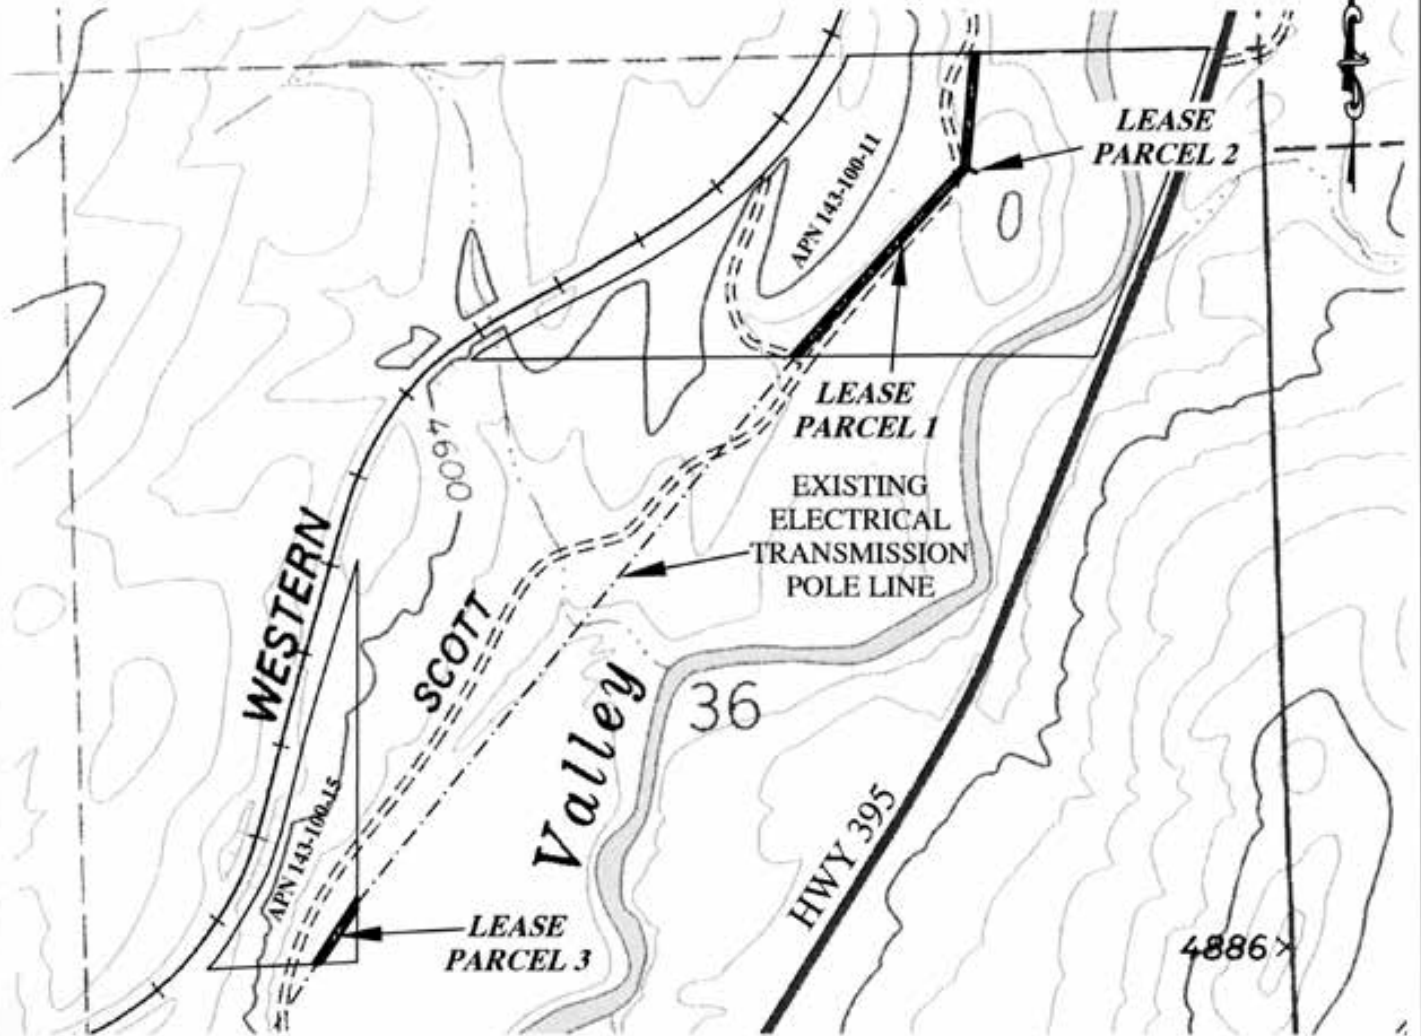 LEASE
PARCEL 2
APN 143-100-11
LEASE
PARCEL 1
4600
EXISTING
ELECTRICAL
TRANSMISSION
POLE LINE
WESTERN
SCOTT
Valley
36
APN 143-100-15
HWY 395
LEASE
PARCEL 3
4886